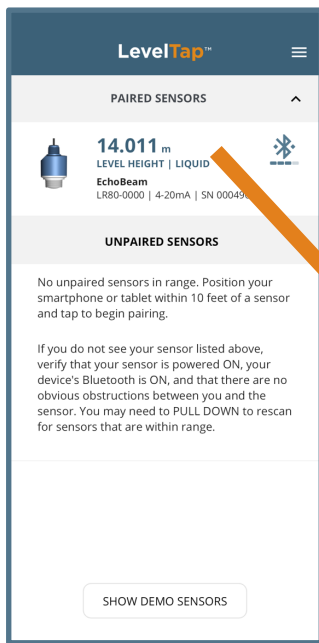 LevelTap™
PAIRED SENSORS
14.011 m
LEVEL HEIGHT | LIQUID
EchoBeam
LR80-0000 | 4-20mA | SN
UNPAIRED SENSORS
No unpaired sensors in range. Position your
smartphone or tablet within 10 feet of a sensor
and tap to begin pairing.
If you do not see your sensor listed above,
verify that your sensor is powered ON, your
device's Bluetooth is ON, and that there are no
obvious obstructions between you and the
sensor. You may need to PULL DOWN to rescan
for sensors that are within range.
SHOW DEMO SENSORS